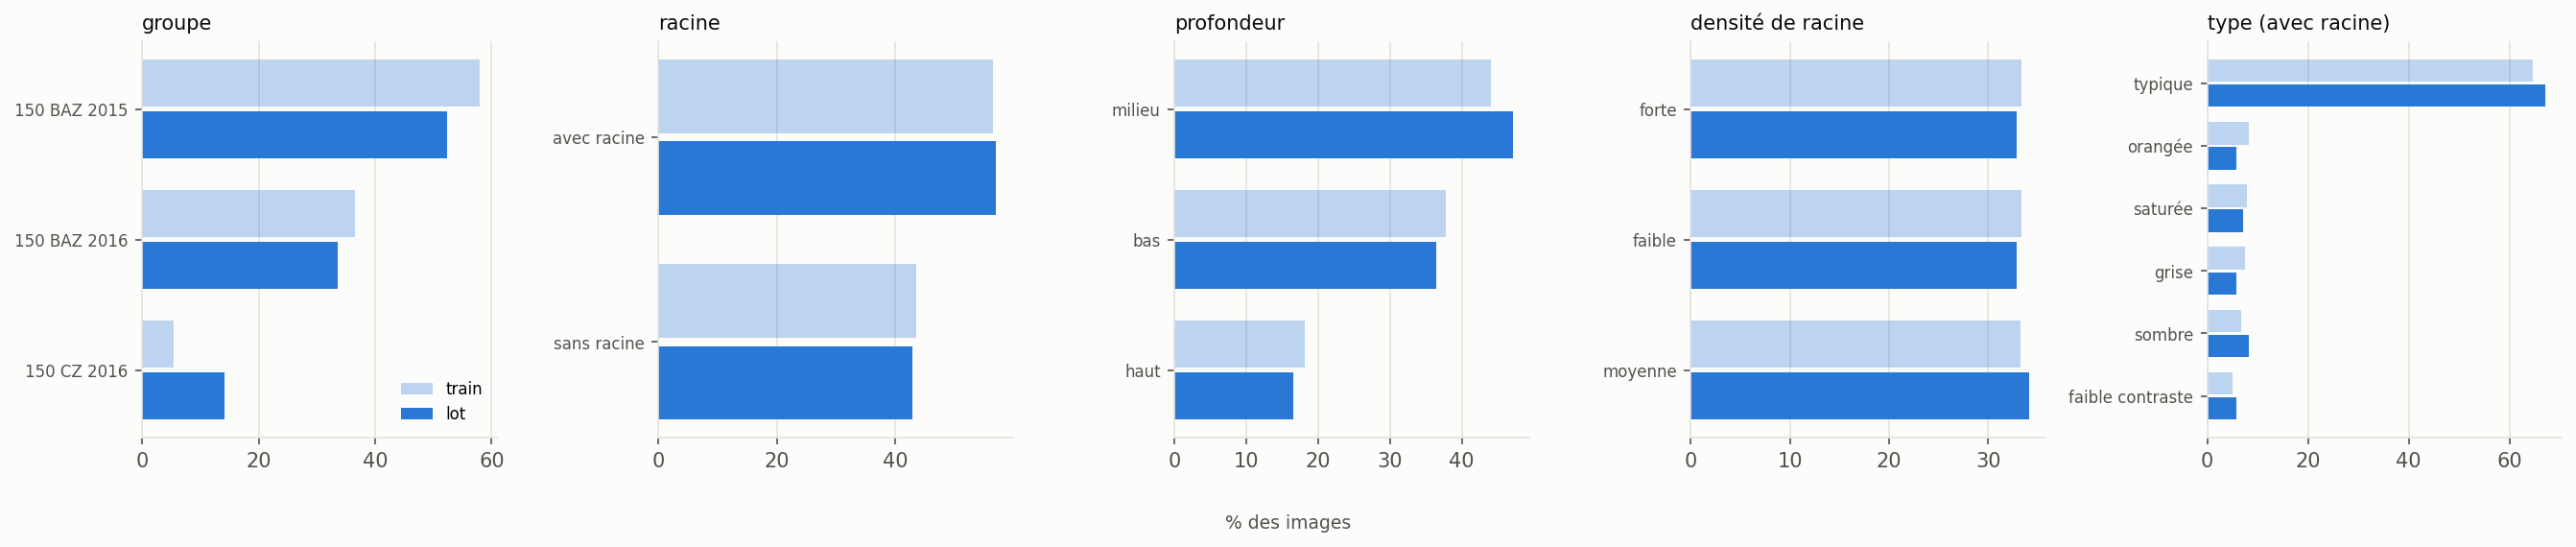 groupe
150 BAZ 2015
150 BAZ 2016
150 CZ 2016
train
lot
0 20 40 60
racine
avec racine
sans racine
0 20 40
profondeur
milieu
bas
haut
0 10 20 30 40
densité de racine
forte
faible
moyenne
0 10 20 30
type (avec racine)
typique
orangée
saturée
grise
sombre
faible contraste
0 20 40 60
% des images